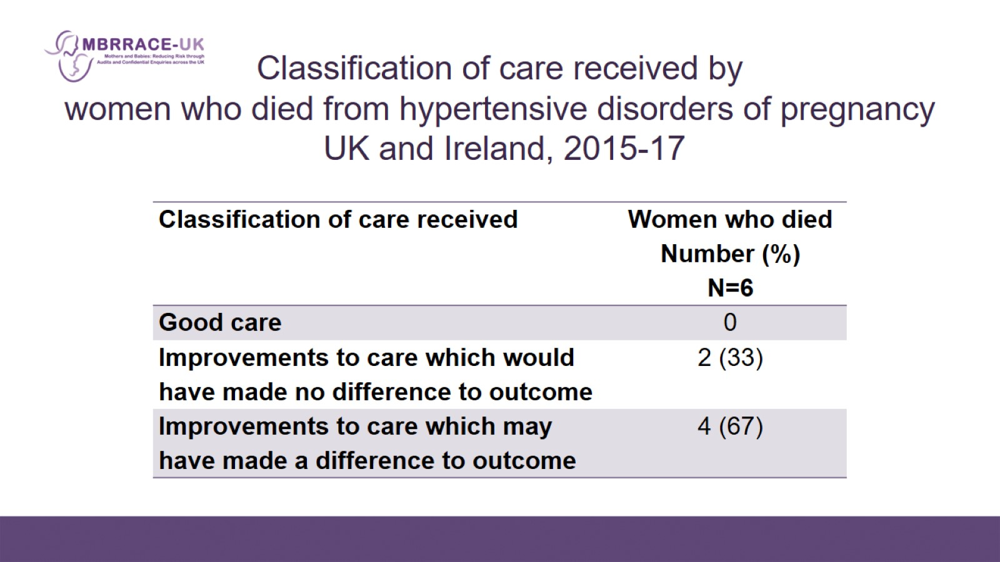 MBRRACE-UK
Mothers and Babies: Reducing Risk through
Audits and Confidential Enquiries across the UK
Classification of care received by
women who died from hypertensive disorders of pregnancy
UK and Ireland, 2015-17
Classification of care received
Women who died
Number (%)
N=6
Good care
0
Improvements to care which would
have made no difference to outcome
2 (33)
Improvements to care which may
have made a difference to outcome
4 (67)